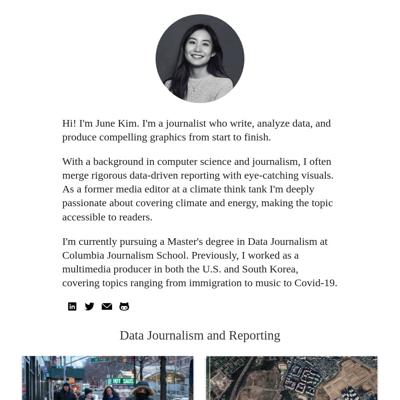 Hi! I'm June Kim. I'm a journalist who write, analyze data, and
produce compelling graphics from start to finish.
With a background in computer science and journalism, I often
merge rigorous data-driven reporting with eye-catching visuals.
As a former media editor at a climate think tank I'm deeply
passionate about covering climate and energy, making the topic
accessible to readers.
I'm currently pursuing a Master's degree in Data Journalism at
Columbia Journalism School. Previously, I worked as a
multimedia producer in both the U.S. and South Korea,
covering topics ranging from immigration to music to Covid-19.
Data Journalism and Reporting